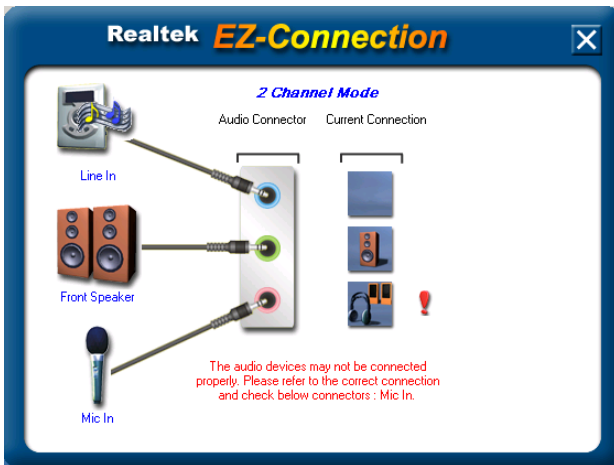 Realtek EZ-Connection
2 Channel Mode
Audio Connector Current Connection
Line In
Front Speaker
Mic In
The audio devices may not be connected
properly. Please refer to the correct connection
and check below connectors : Mic In.